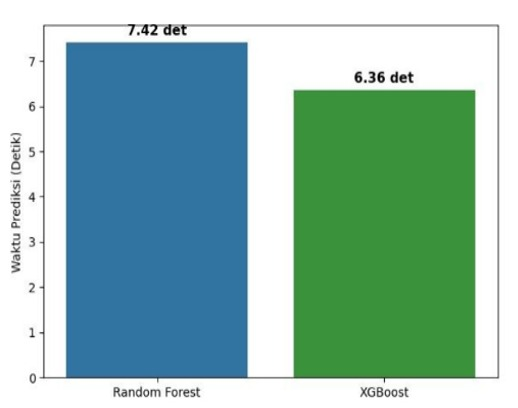 7.42 det
6.36 det
Waktu Prediksi (Detik)
7
6
5
4
3
2
1
0
Random Forest
XGBoost